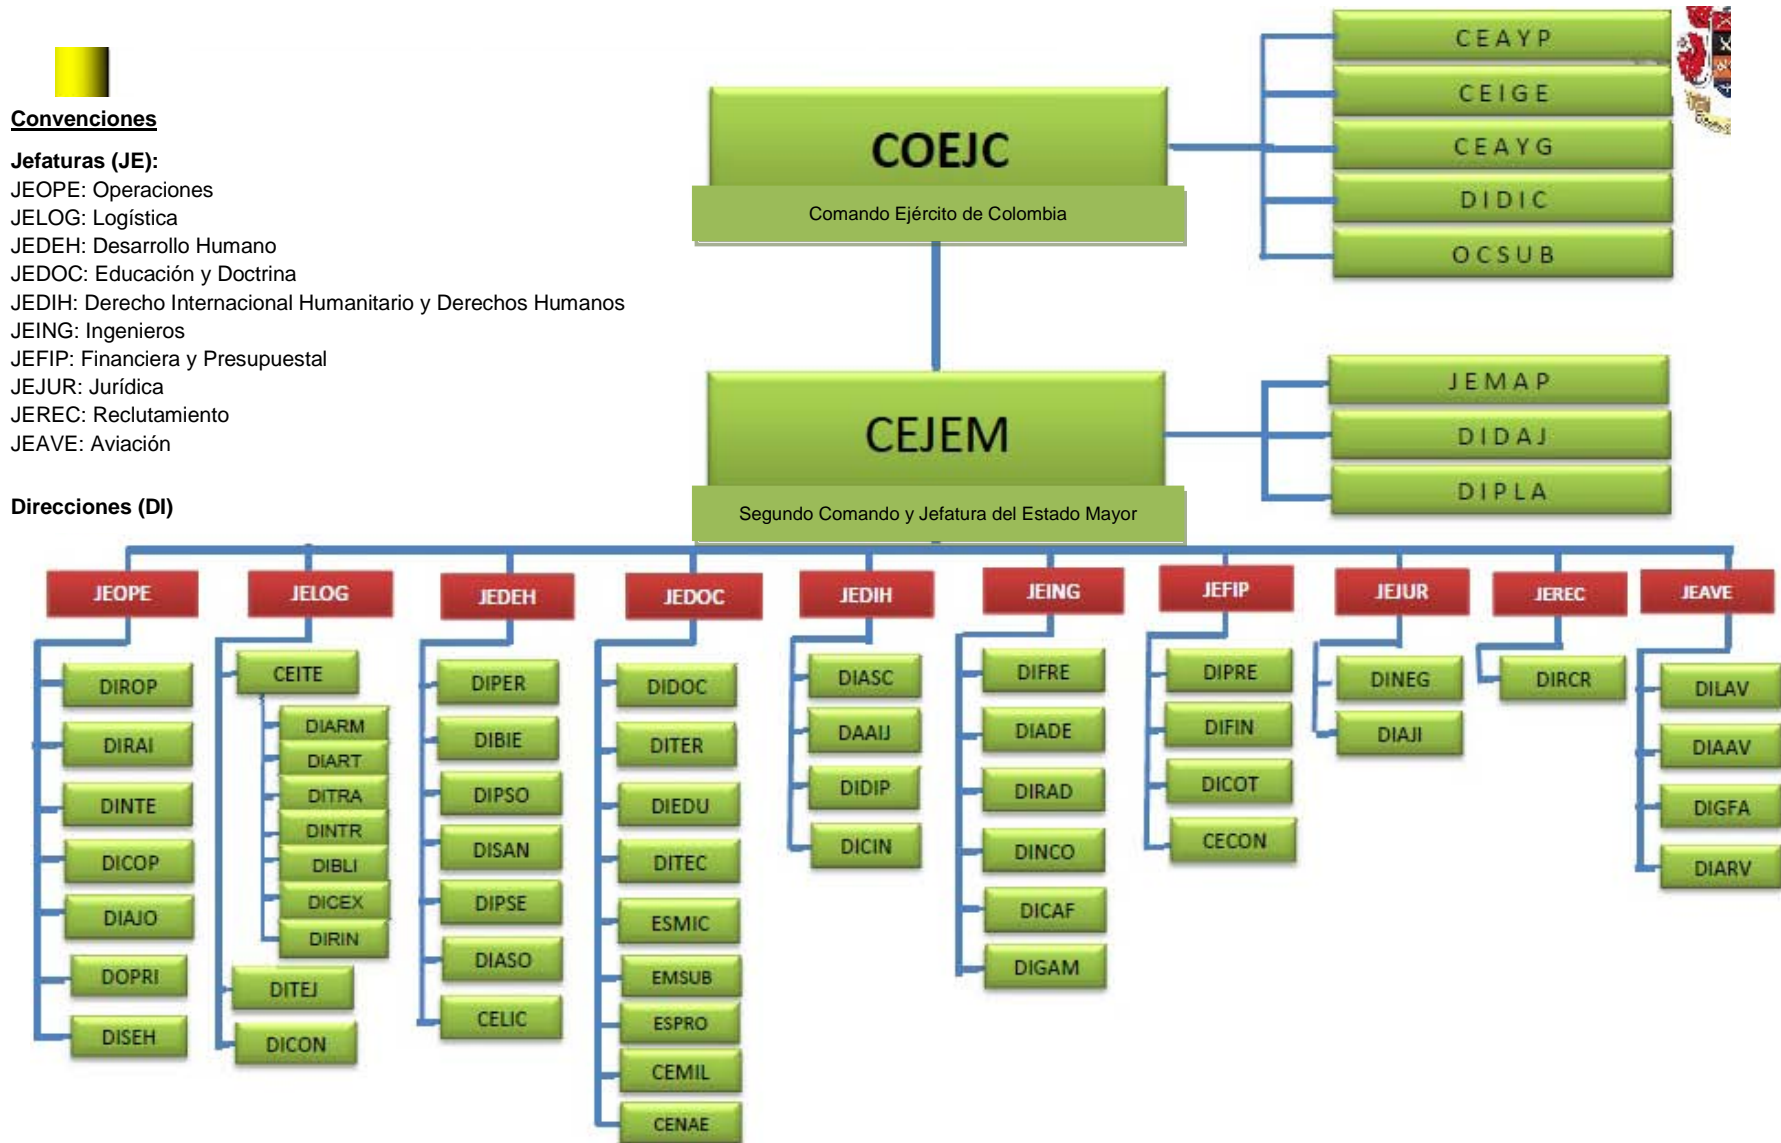 Convenciones
Jefaturas (JE):
JEOPE: Operaciones
JELOG: Logística
JEDEH: Desarrollo Humano
JEDOC: Educación y Doctrina
JEDIH: Derecho Internacional Humanitario y Derechos Humanos
JEING: Ingenieros
JEFIP: Financiera y Presupuestal
JEJUR: Jurídica
JEREC: Reclutamiento
JEAVE: Aviación
Direcciones (DI)
COEJC
Comando Ejército de Colombia
CEAYP
CEIGE
CEAYG
DIDIC
OCSUB
CEJEM
Segundo Comando y Jefatura del Estado Mayor
JEMAP
DIDAJ
DIPLA
JEOPE
DIROP
DIRAI
DINTE
DICOP
DIAJO
DOPRI
DISEH
JELOG
CEITE
DIARM
DIART
DITRA
DINTR
DIBLI
DICEX
DIRIN
DITEJ
DICON
JEDEH
DIPER
DIBIE
DIPSO
DISAN
DIPSE
DIASO
CELIC
JEDOC
DIDOC
DITER
DIEDU
DITEC
ESMIC
EMSUB
ESPRO
CEMIL
CENAE
JEDIH
DIASC
DAAIJ
DIDIP
DICIN
JEING
DIFRE
DIADE
DIRAD
DINCO
DICAF
DIGAM
JEFIP
DIPRE
DIFIN
DICOT
CECON
JEJUR
DINEG
DIAJI
JEREC
DIRCR
JEAVE
DILAV
DIAAV
DIGFA
DIARV